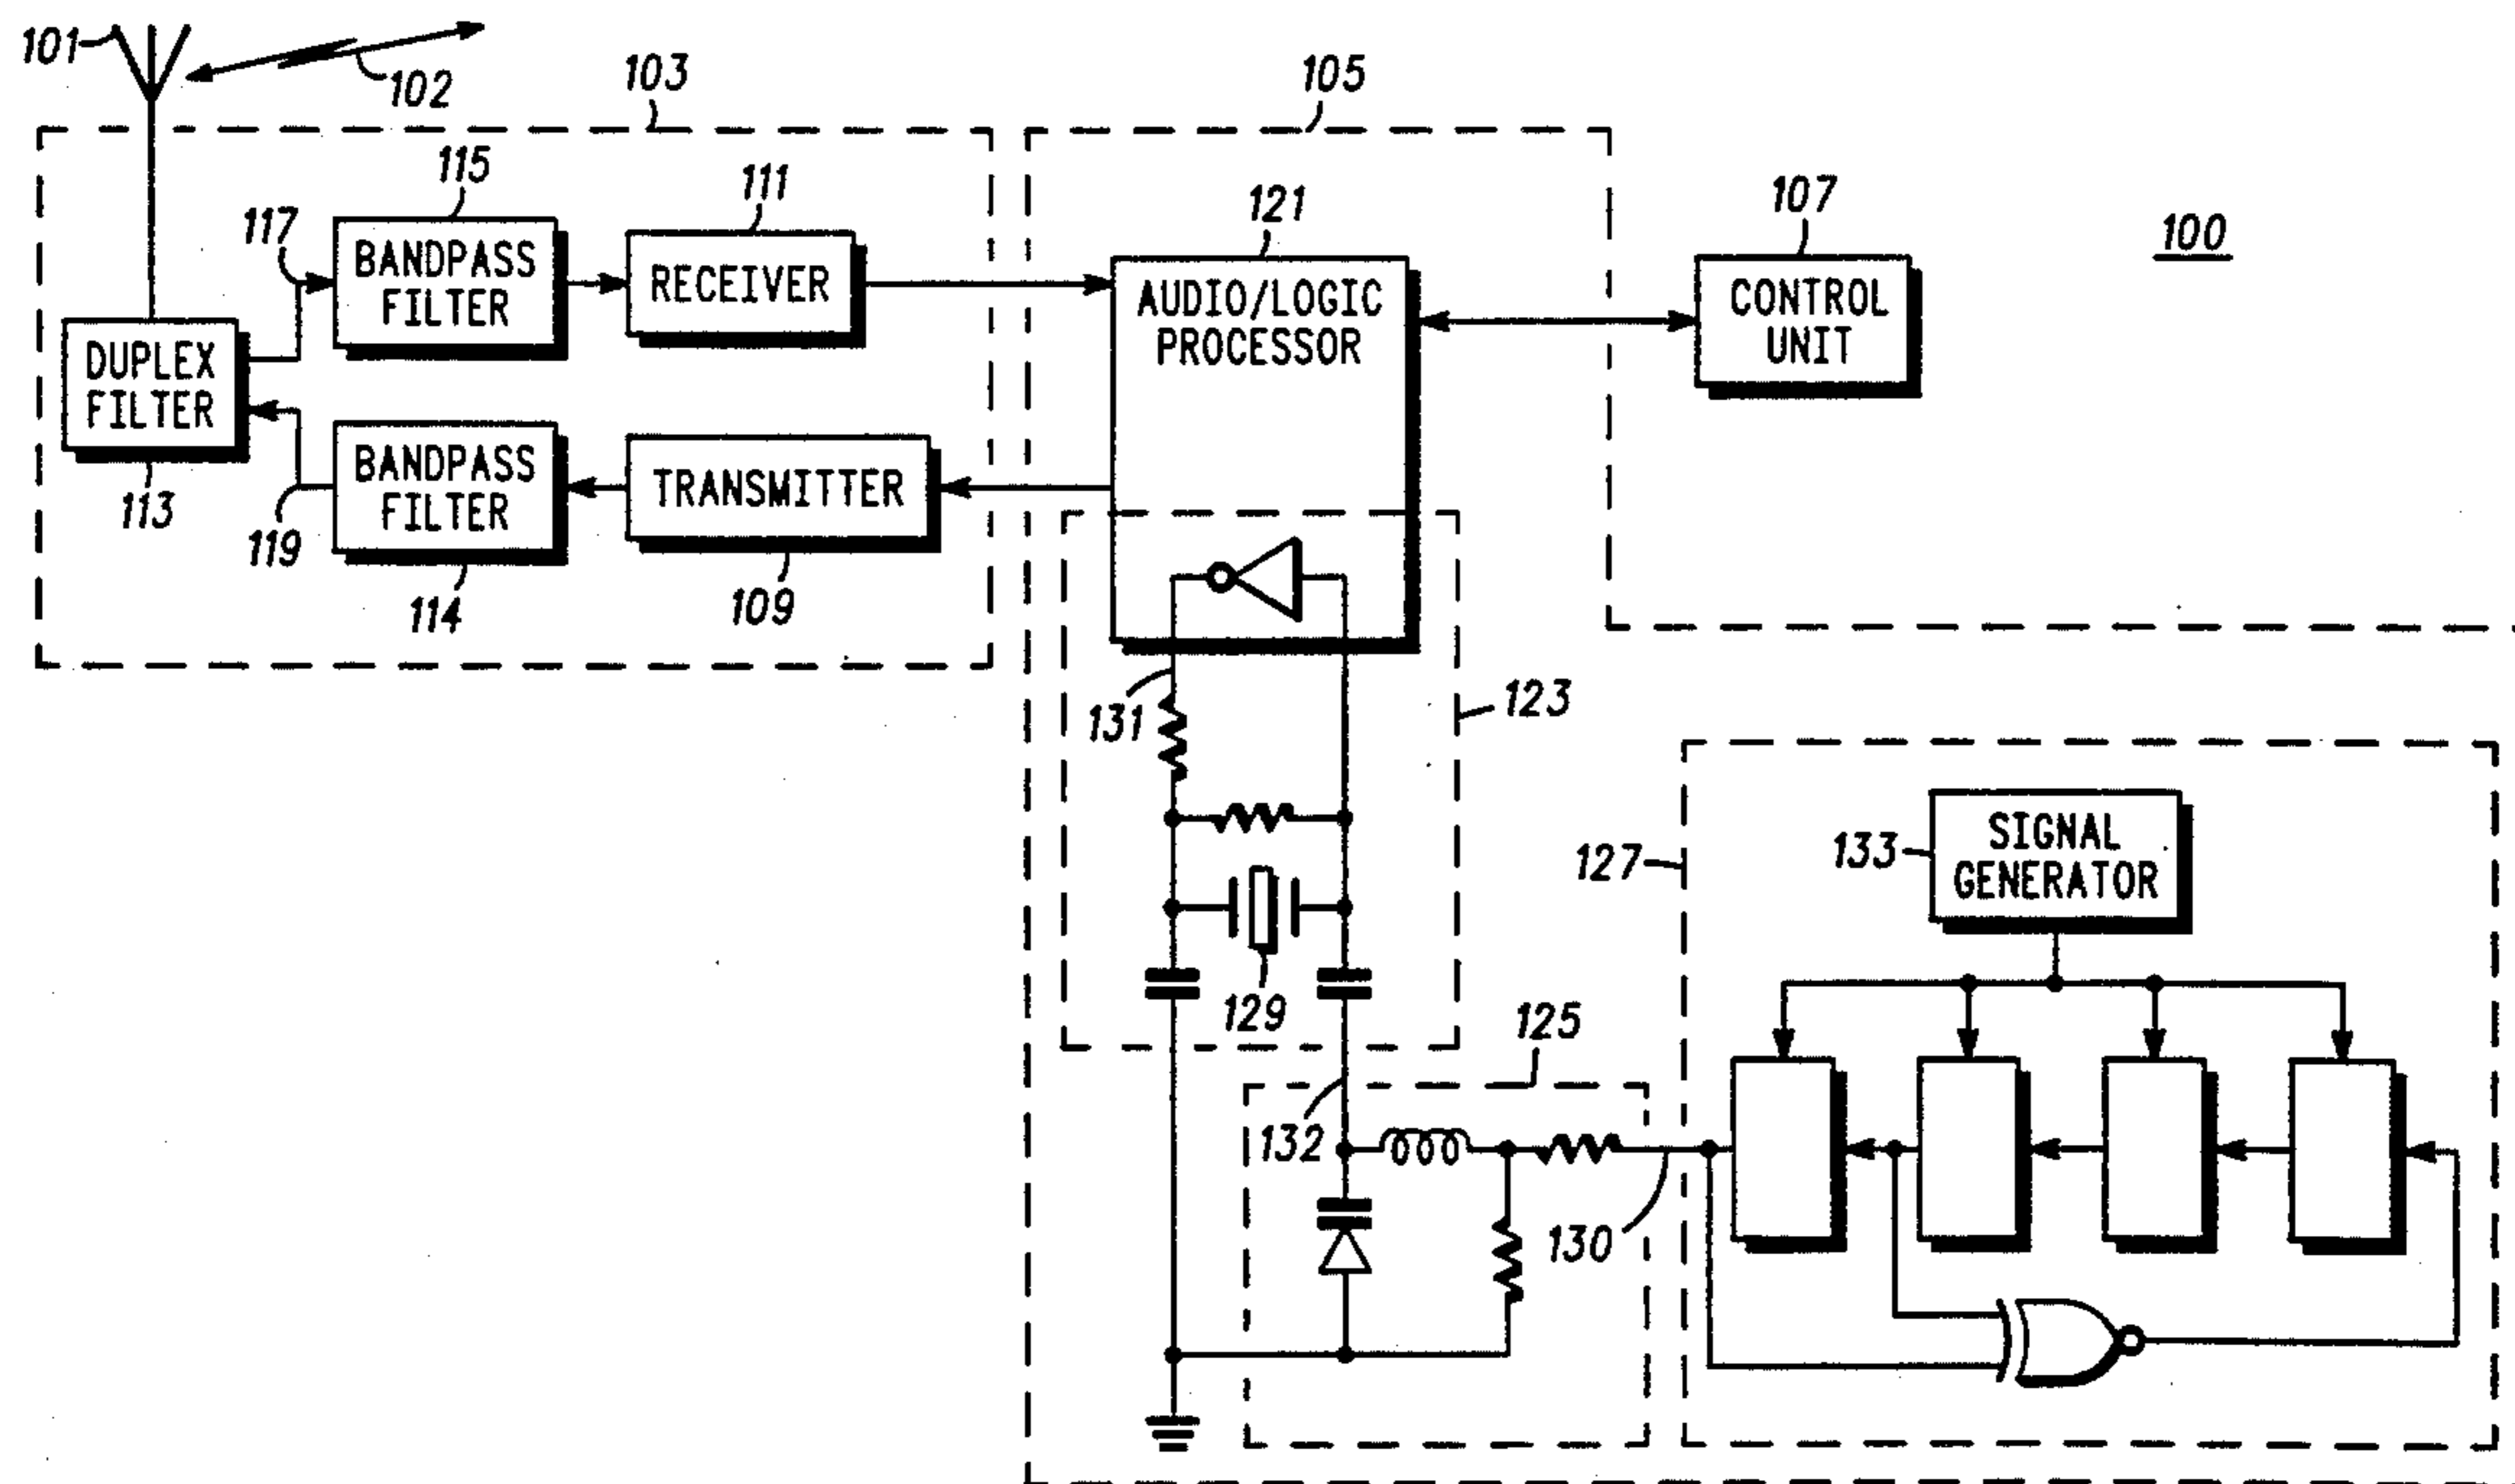 101
102
103
105
115
111
117
BANDPASS
FILTER
RECEIVER
121
AUDIO/LOGIC
PROCESSOR
107
CONTROL
UNIT
100
DUPLEX
FILTER
113
119
BANDPASS
FILTER
114
TRANSMITTER
109
131
123
129
127
133
SIGNAL
GENERATOR
125
132
130